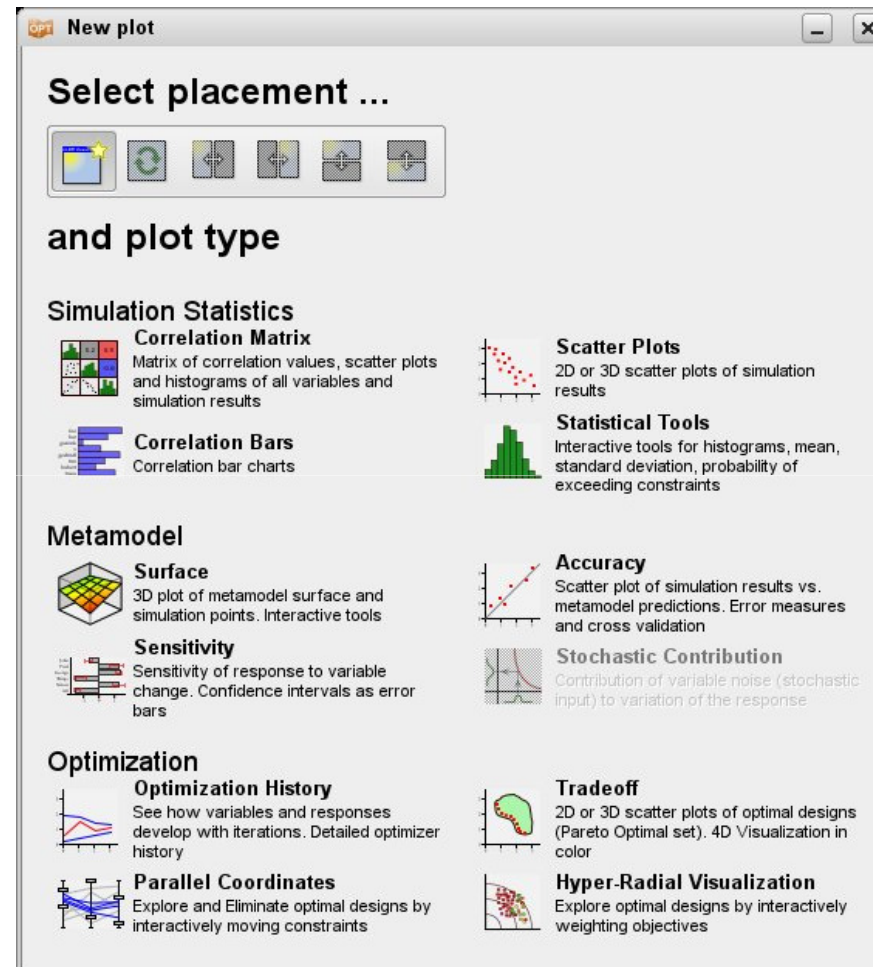 OPT New plot
Select placement ...
and plot type
Simulation Statistics
Correlation Matrix
Matrix of correlation values, scatter plots
and histograms of all variables and
simulation results
Scatter Plots
2D or 3D scatter plots of simulation
results
Correlation Bars
Correlation bar charts
Statistical Tools
Interactive tools for histograms, mean,
standard deviation, probability of
exceeding constraints
Metamodel
Surface
3D plot of metamodel surface and
simulation points. Interactive tools
Accuracy
Scatter plot of simulation results vs.
metamodel predictions. Error measures
and cross validation
Sensitivity
Sensitivity of response to variable
change. Confidence intervals as error
bars
Stochastic Contribution
Contribution of variable noise (stochastic
input) to variation of the response
Optimization
Optimization History
See how variables and responses
develop with iterations. Detailed optimizer
history
Tradeoff
2D or 3D scatter plots of optimal designs
(Pareto Optimal set). 4D Visualization in
color
Parallel Coordinates
Explore and Eliminate optimal designs by
interactively moving constraints
Hyper-Radial Visualization
Explore optimal designs by interactively
weighting objectives